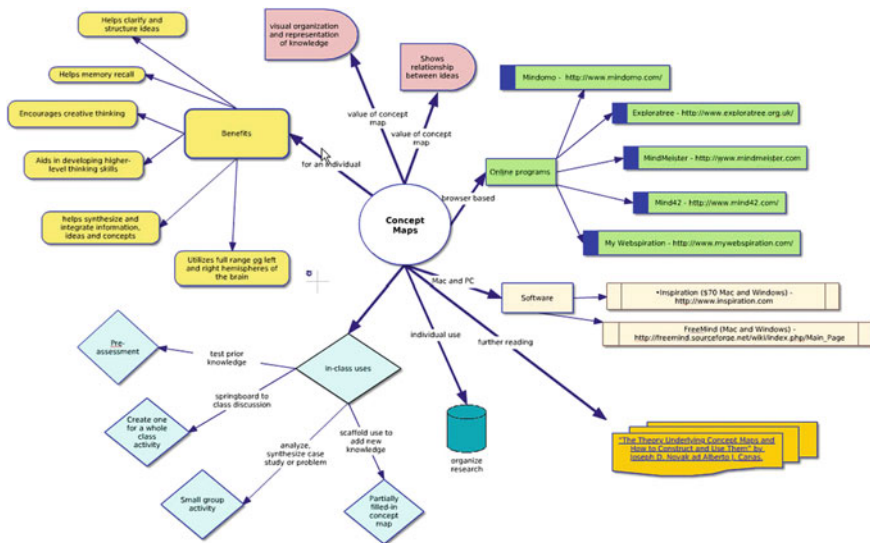 Helps clarify and
structure ideas
Helps memory recall
Encourages creative thinking
Aids in developing higher-
level thinking skills
helps synthesize and
integrate information,
ideas and concepts
Utilizes full range gg left
and right hemispheres of
the brain
Benefits
for an individual
visual organization
and representation
of knowledge
value of concept
map
Shows
relationship
between ideas
value of concept
map
Concept
Maps
browser based
Online programs
Mindomo - http://www.mindomo.com/
Exploratree - http://www.exploratree.org.uk/
MindMeister - http://www.mindmeister.com
Mind42 - http://www.mind42.com/
My Webspiration - http://www.mywebspiration.com/
Mac and PC
Software
•Inspiration ($70 Mac and Windows) -
http://www.inspiration.com
FreeMind (Mac and Windows) -
http://freemind.sourceforge.net/wiki/index.php/Main_Page
individual use
further reading
organize
research
"The Theory Underlying Concept Maps and
How to Construct and Use Them" by
Joseph D. Novak ad Alberto J. Canas.
in-class uses
test prior
knowledge
Pre-
assessment
springboard to
class discussion
Create one
for a whole
class activity
analyze,
synthesize case
study or problem
Small group
activity
scaffold use to
add new
knowledge
Partially
filled-in concept
map